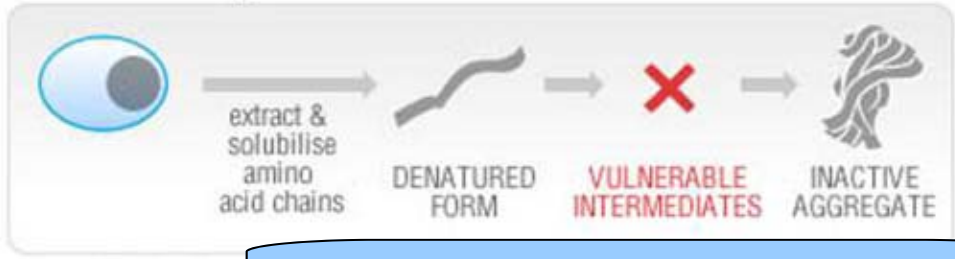 extract &
solubilise
amino
acid chains
DENATURED
FORM
VULNERABLE
INTERMEDIATES
INACTIVE
AGGREGATE